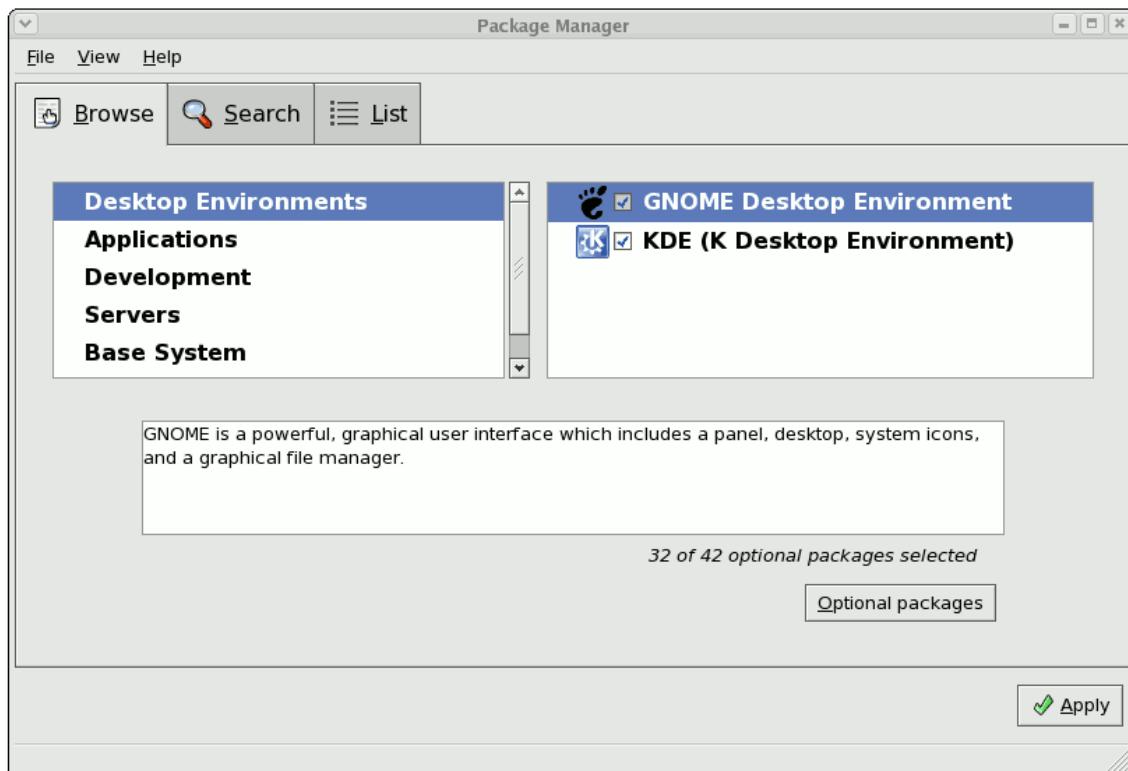 Package Manager
File View Help
Browse Search List
Desktop Environments
Applications
Development
Servers
Base System
GNOME Desktop Environment
KDE (K Desktop Environment)
GNOME is a powerful, graphical user interface which includes a panel, desktop, system icons,
and a graphical file manager.
32 of 42 optional packages selected
Optional packages
Apply